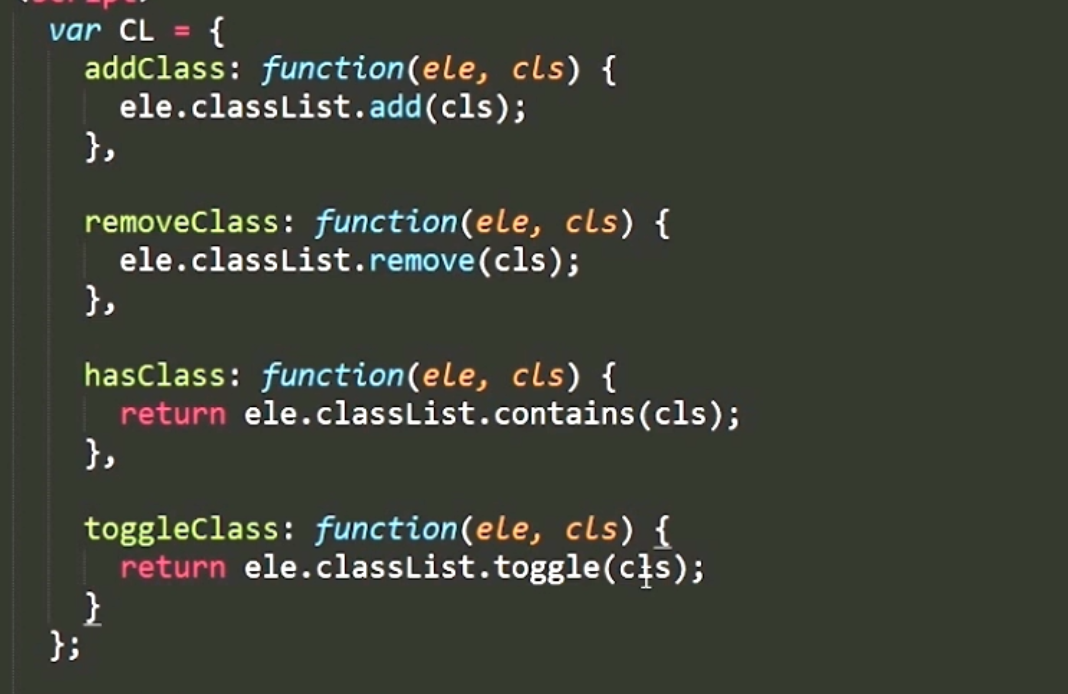 var CL = {
addClass: function(ele, cls) {
ele.classList.add(cls);
},
removeClass: function(ele, cls) {
ele.classList.remove(cls);
},
hasClass: function(ele, cls) {
return ele.classList.contains(cls);
},
toggleClass: function(ele, cls) {
return ele.classList.toggle(cls);
}
};